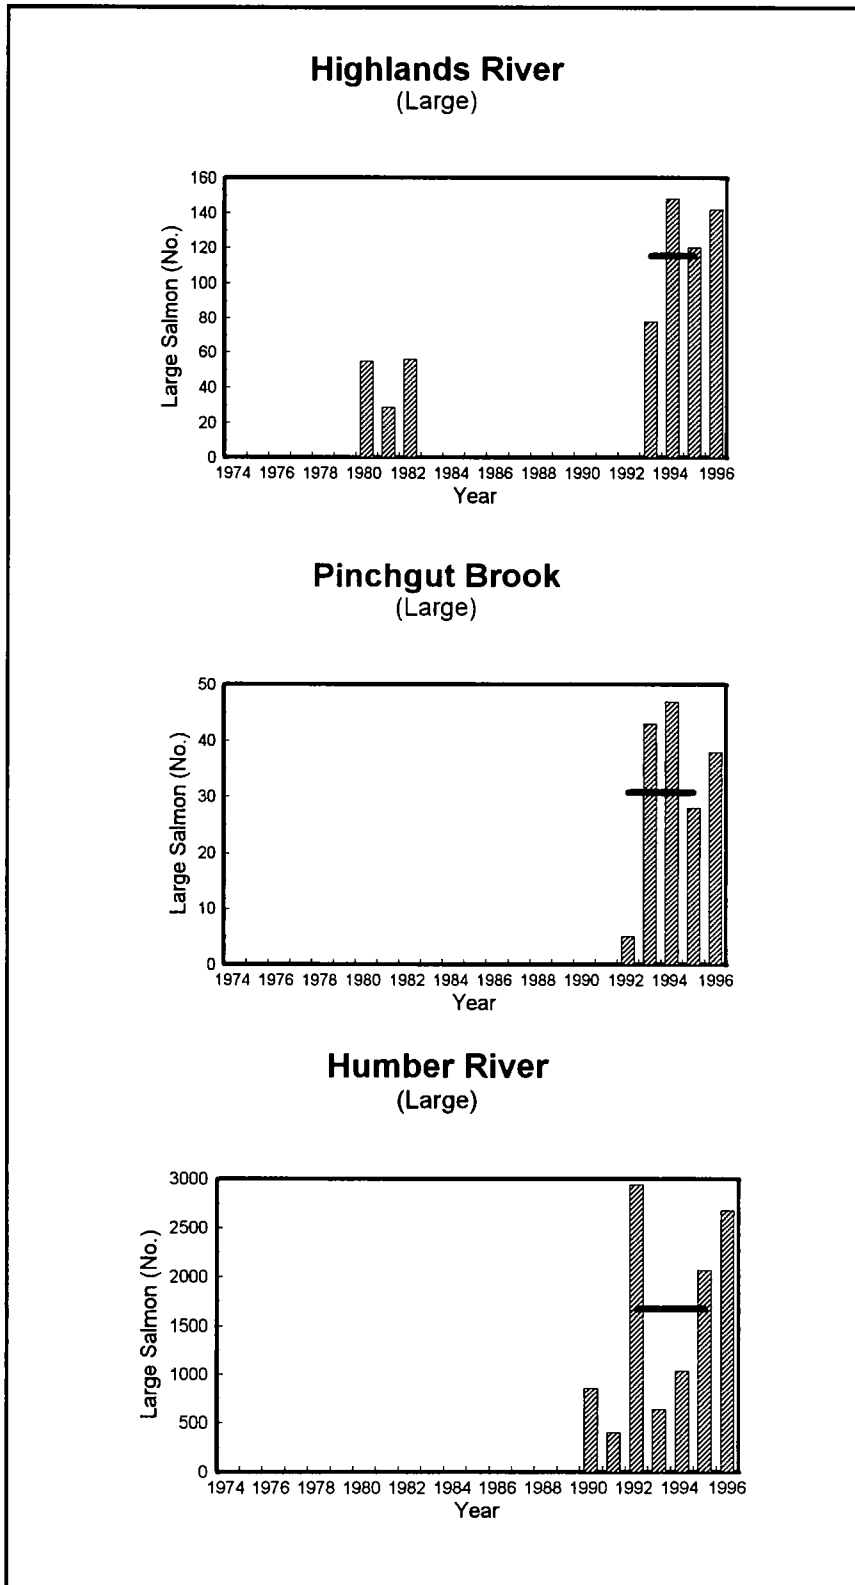 Highlands River
(Large)
160
140
120
100
80
60
40
20
0
Large Salmon (No.)
1974 1976 1978 1980 1982 1984 1986 1988 1990 1992 1994 1996
Year
Pinchgut Brook
(Large)
50
40
30
20
10
0
Large Salmon (No.)
1974 1976 1978 1980 1982 1984 1986 1988 1990 1992 1994 1996
Year
Humber River
(Large)
3000
2500
2000
1500
1000
500
0
Large Salmon (No.)
1974 1976 1978 1980 1982 1984 1986 1988 1990 1992 1994 1996
Year